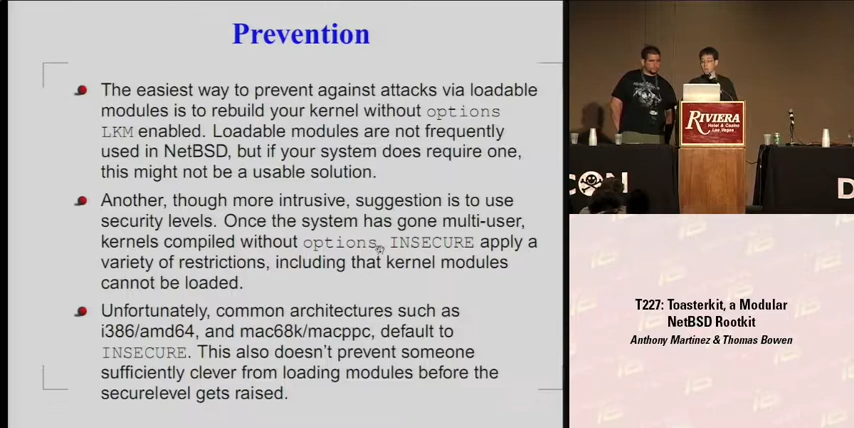 Prevention
The easiest way to prevent against attacks via loadable
modules is to rebuild your kernel without options
LKM enabled. Loadable modules are not frequently
used in NetBSD, but if your system does require one,
this might not be a usable solution.
Another, though more intrusive, suggestion is to use
security levels. Once the system has gone multi-user,
kernels compiled without options INSECURE apply a
variety of restrictions, including that kernel modules
cannot be loaded.
Unfortunately, common architectures such as
i386/amd64, and mac68k/macppc, default to
INSECURE. This also doesn't prevent someone
sufficiently clever from loading modules before the
securelevel gets raised.
RIVIERA
Hotel & Casino
Las Vegas
CON
D
T227: Toasterkit, a Modular
NetBSD Rootkit
Anthony Martinez & Thomas Bowen